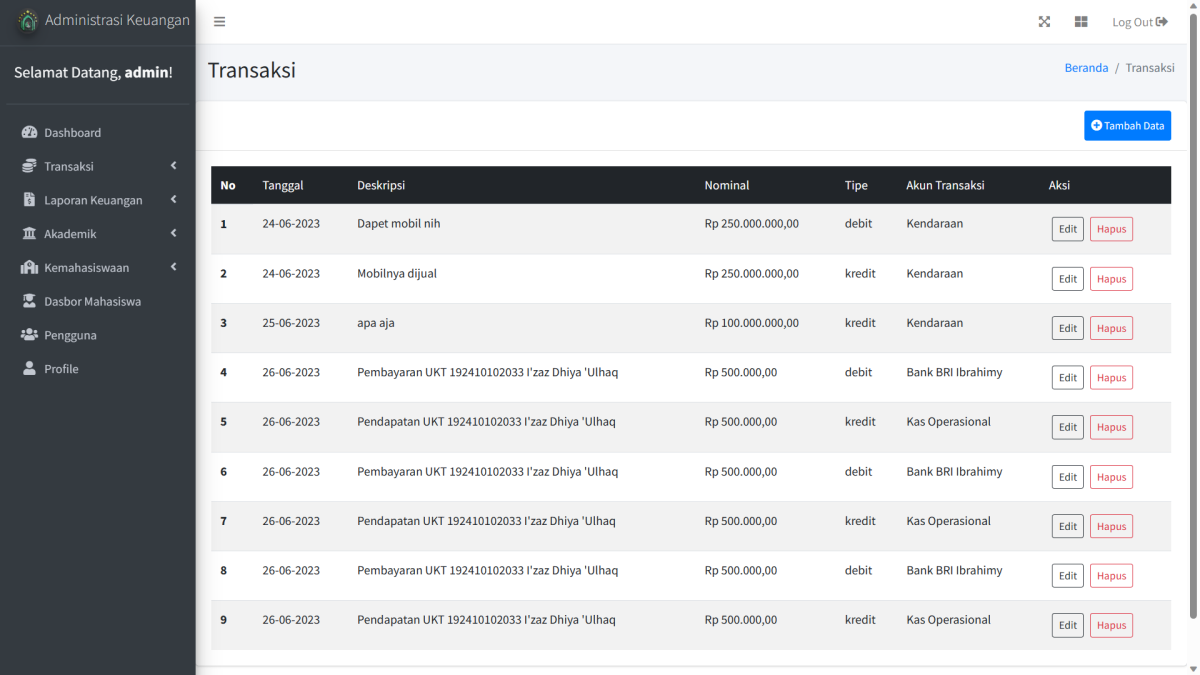 Administrasi Keuangan
Log Out
Selamat Datang, admin!
Transaksi
Beranda / Transaksi
Dashboard
Transaksi
Laporan Keuangan
Akademik
Kemahasiswaan
Dasbor Mahasiswa
Pengguna
Profile
Tambah Data
No Tanggal Deskripsi Nominal Tipe Akun Transaksi Aksi
1 24-06-2023 Dapet mobil nih Rp 250.000.000,00 debit Kendaraan Edit Hapus
2 24-06-2023 Mobilnya dijual Rp 250.000.000,00 kredit Kendaraan Edit Hapus
3 25-06-2023 apa aja Rp 100.000.000,00 kredit Kendaraan Edit Hapus
4 26-06-2023 Pembayaran UKT 192410102033 I'zaz Dhiya 'Ulhaq Rp 500.000,00 debit Bank BRI Ibrahimy Edit Hapus
5 26-06-2023 Pendapatan UKT 192410102033 I'zaz Dhiya 'Ulhaq Rp 500.000,00 kredit Kas Operasional Edit Hapus
6 26-06-2023 Pembayaran UKT 192410102033 I'zaz Dhiya 'Ulhaq Rp 500.000,00 debit Bank BRI Ibrahimy Edit Hapus
7 26-06-2023 Pendapatan UKT 192410102033 I'zaz Dhiya 'Ulhaq Rp 500.000,00 kredit Kas Operasional Edit Hapus
8 26-06-2023 Pembayaran UKT 192410102033 I'zaz Dhiya 'Ulhaq Rp 500.000,00 debit Bank BRI Ibrahimy Edit Hapus
9 26-06-2023 Pendapatan UKT 192410102033 I'zaz Dhiya 'Ulhaq Rp 500.000,00 kredit Kas Operasional Edit Hapus